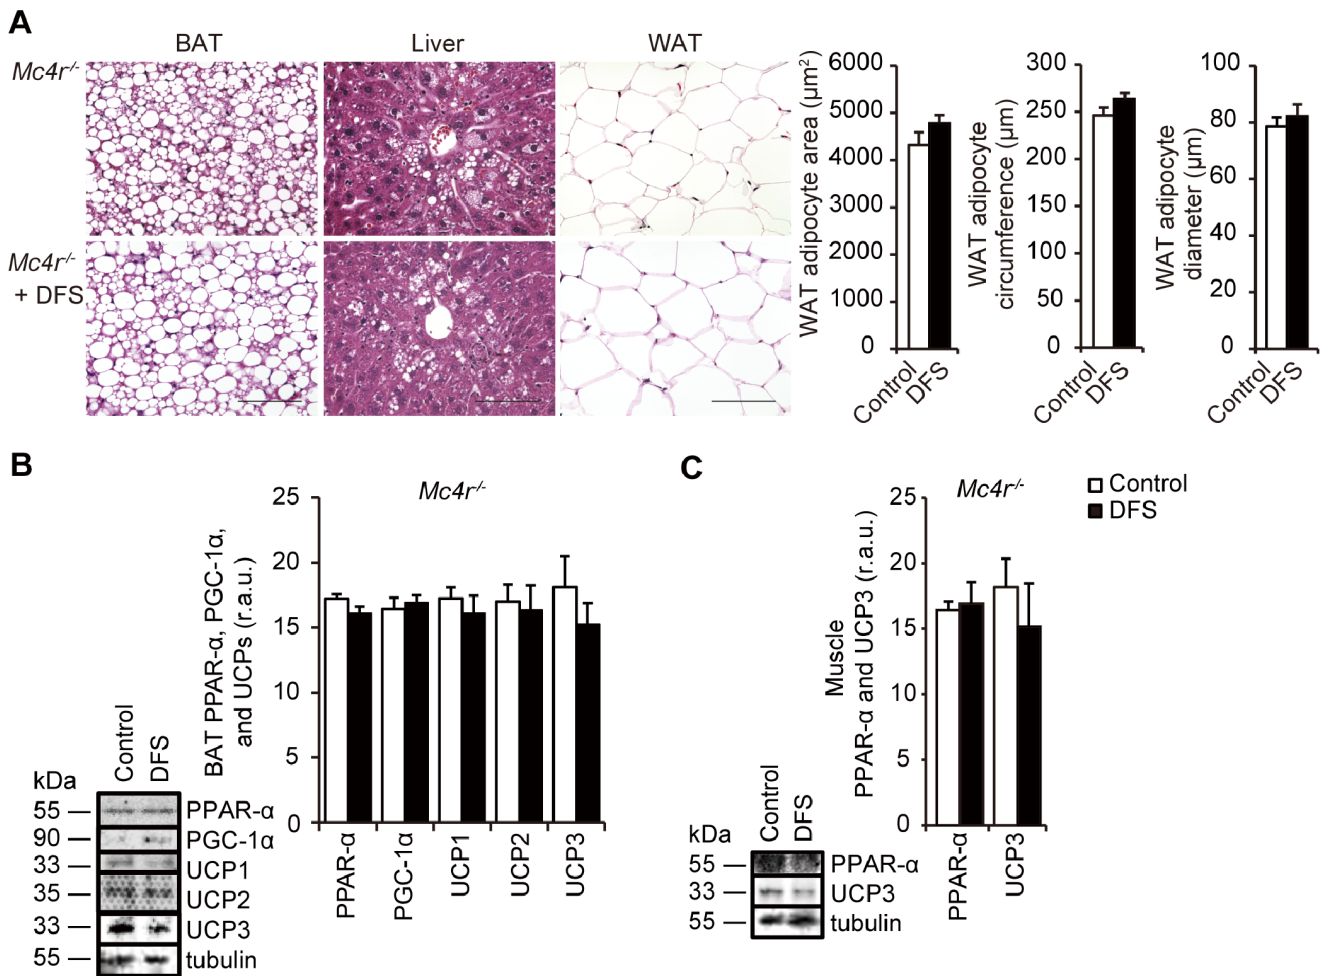 A
BAT
Liver
WAT
Mc4r-/-
Mc4r-/-
+ DFS
WAT adipocyte area (μm²)
6000
5000
4000
3000
2000
1000
0
Control
DFS
WAT adipocyte
circumference (μm)
300
250
200
150
100
50
0
Control
DFS
WAT adipocyte
diameter (μm)
100
80
60
40
20
0
Control
DFS
B
Mc4r-/-
BAT PPAR-α, PGC-1α,
and UCPs (r.a.u.)
25
20
15
10
5
0
PPAR-α
PGC-1α
UCP1
UCP2
UCP3
kDa
Control
DFS
55 — PPAR-α
90 — PGC-1α
33 — UCP1
35 — UCP2
33 — UCP3
55 — tubulin
C
Mc4r-/-
Control
DFS
Muscle
PPAR-α and UCP3 (r.a.u.)
25
20
15
10
5
0
PPAR-α
UCP3
kDa
Control
DFS
55 — PPAR-α
33 — UCP3
55 — tubulin